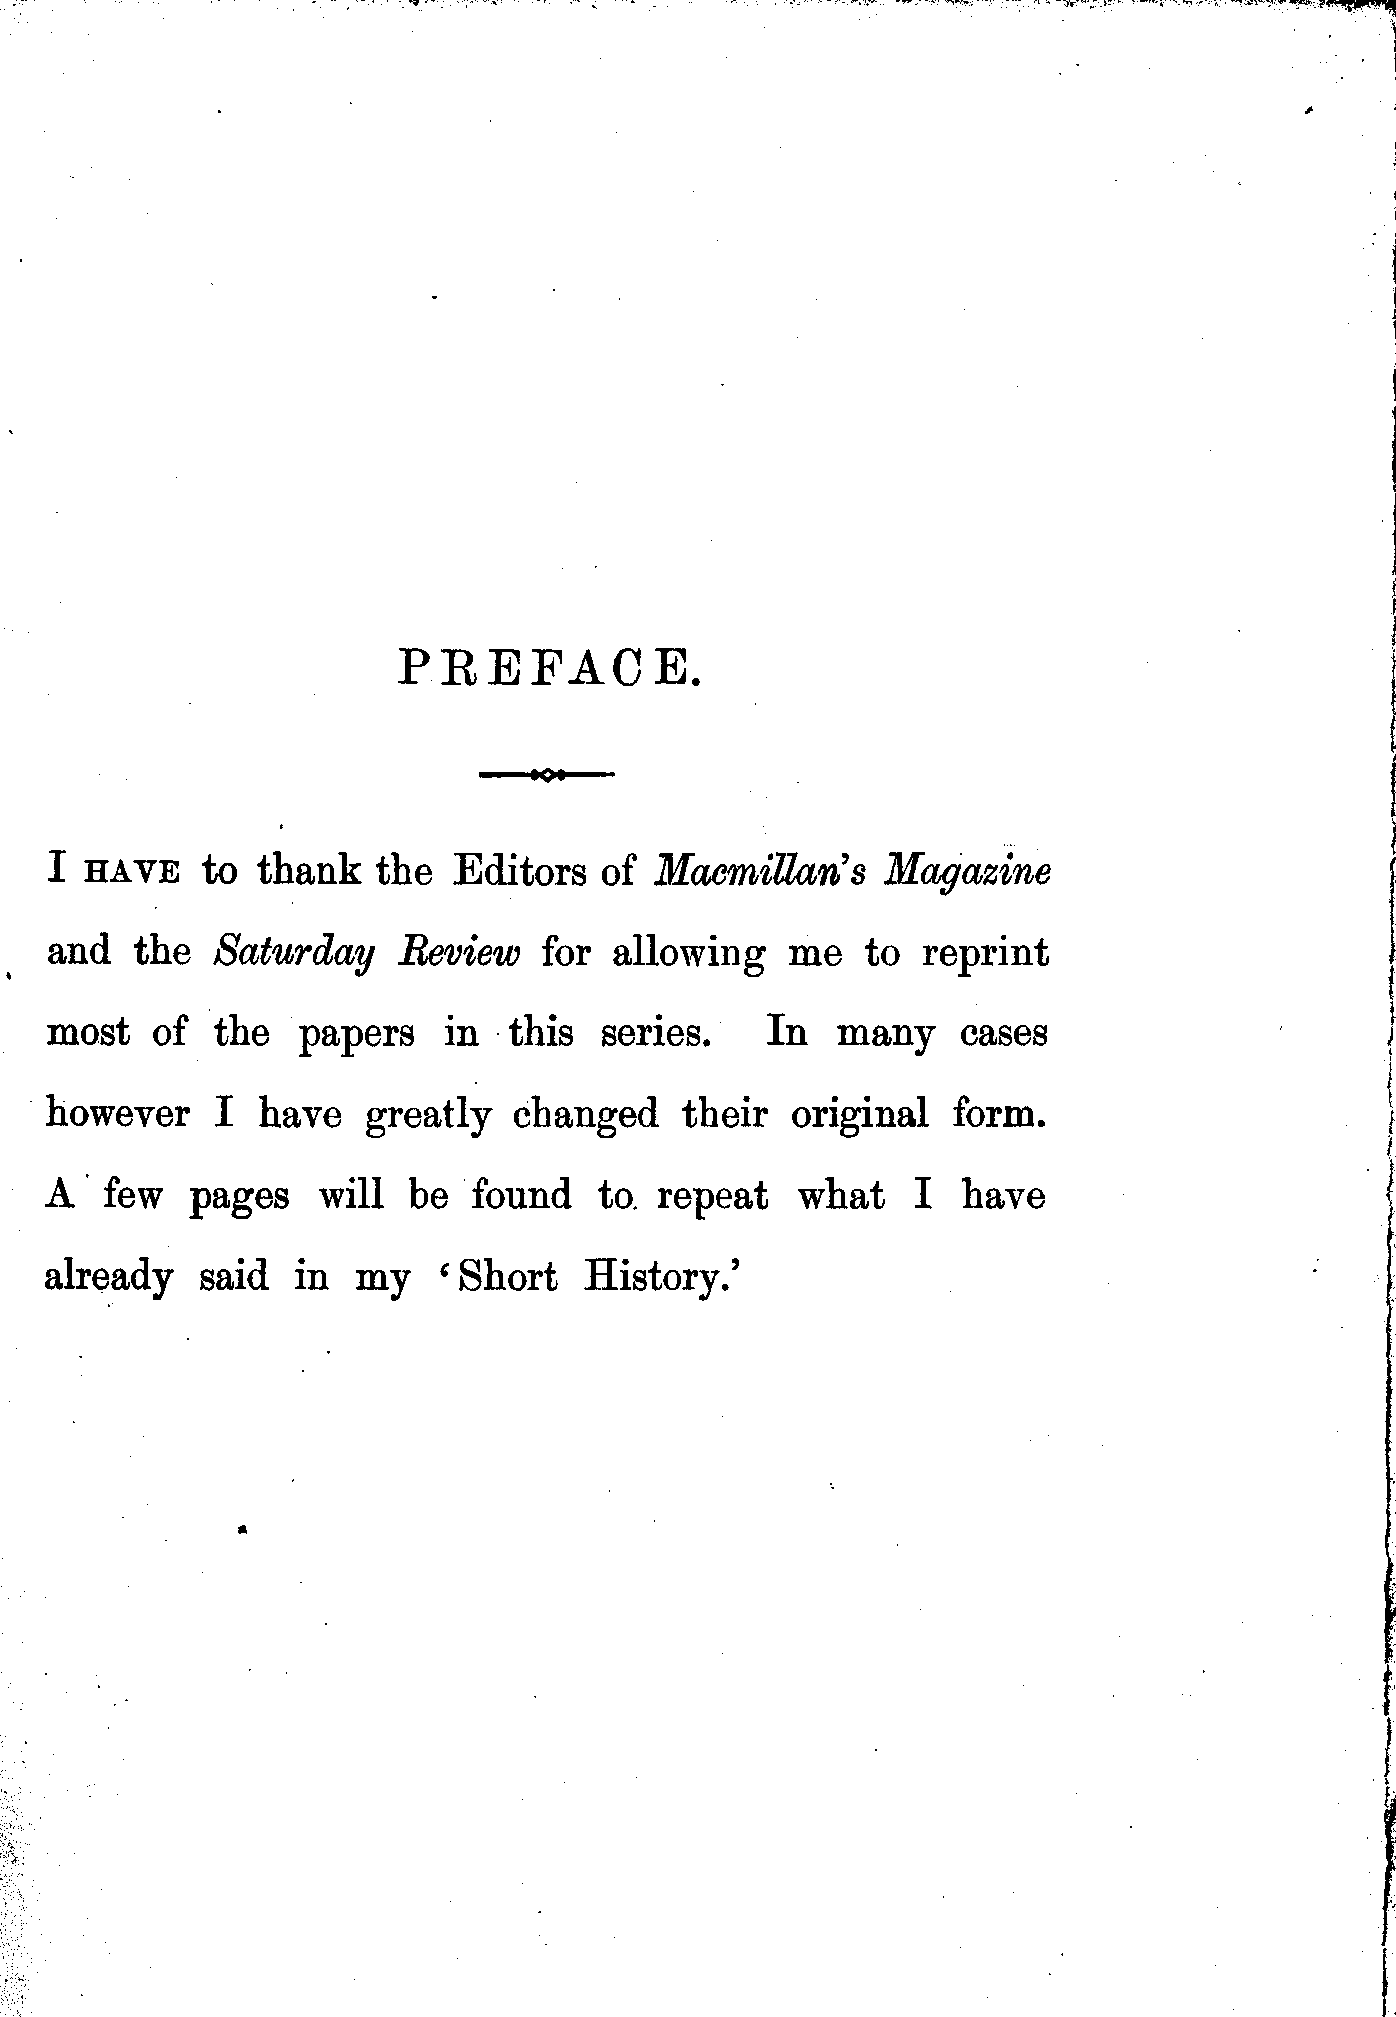 PREFACE.
I HAVE to thank the Editors of Macmillan's Magazine
and the Saturday Review for allowing me to reprint
most of the papers in this series. In many cases
however I have greatly changed their original form.
A few pages will be found to repeat what I have
already said in my ‘Short History.’